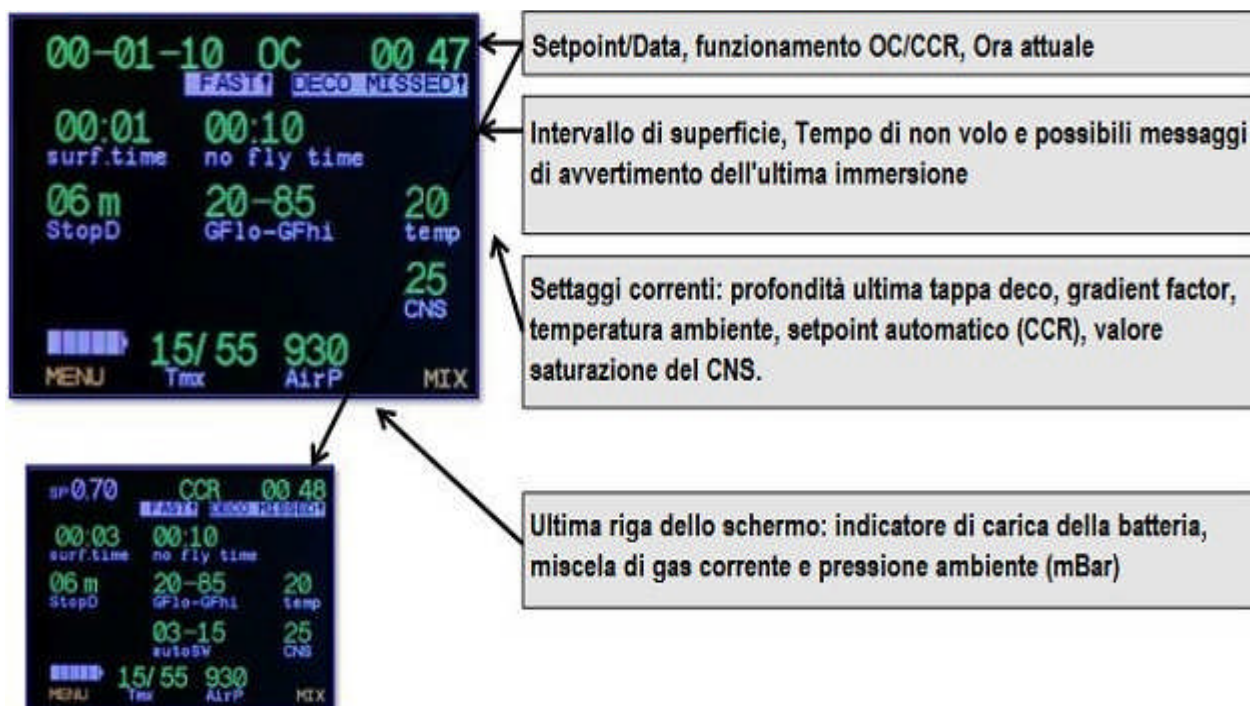 00-01-10 OC 00 47
FAST! DECO MISSED!
00:01 00:10
surf.time no fly time
06 m 20-85 20
StopD GFlo-GFhi temp
25
CNS
15/55 930
MENU Tmx AirP MIX
Setpoint/Data, funzionamento OC/CCR, Ora attuale
Intervallo di superficie, Tempo di non volo e possibili messaggi
di avvertimento dell'ultima immersione
Settaggi correnti: profondità ultima tappa deco, gradient factor,
temperatura ambiente, setpoint automatico (CCR), valore
saturazione del CNS.
Ultima riga dello schermo: indicatore di carica della batteria,
miscela di gas corrente e pressione ambiente (mBar)
SP 0,70 CCR 00 48
FAST! DECO MISSED!
00:03 00:10
surf.time no fly time
06 m 20-85 20
StopD GFlo-GFhi temp
03-15 25
autoSW CNS
15/55 930
MENU Tmx AirP MIX